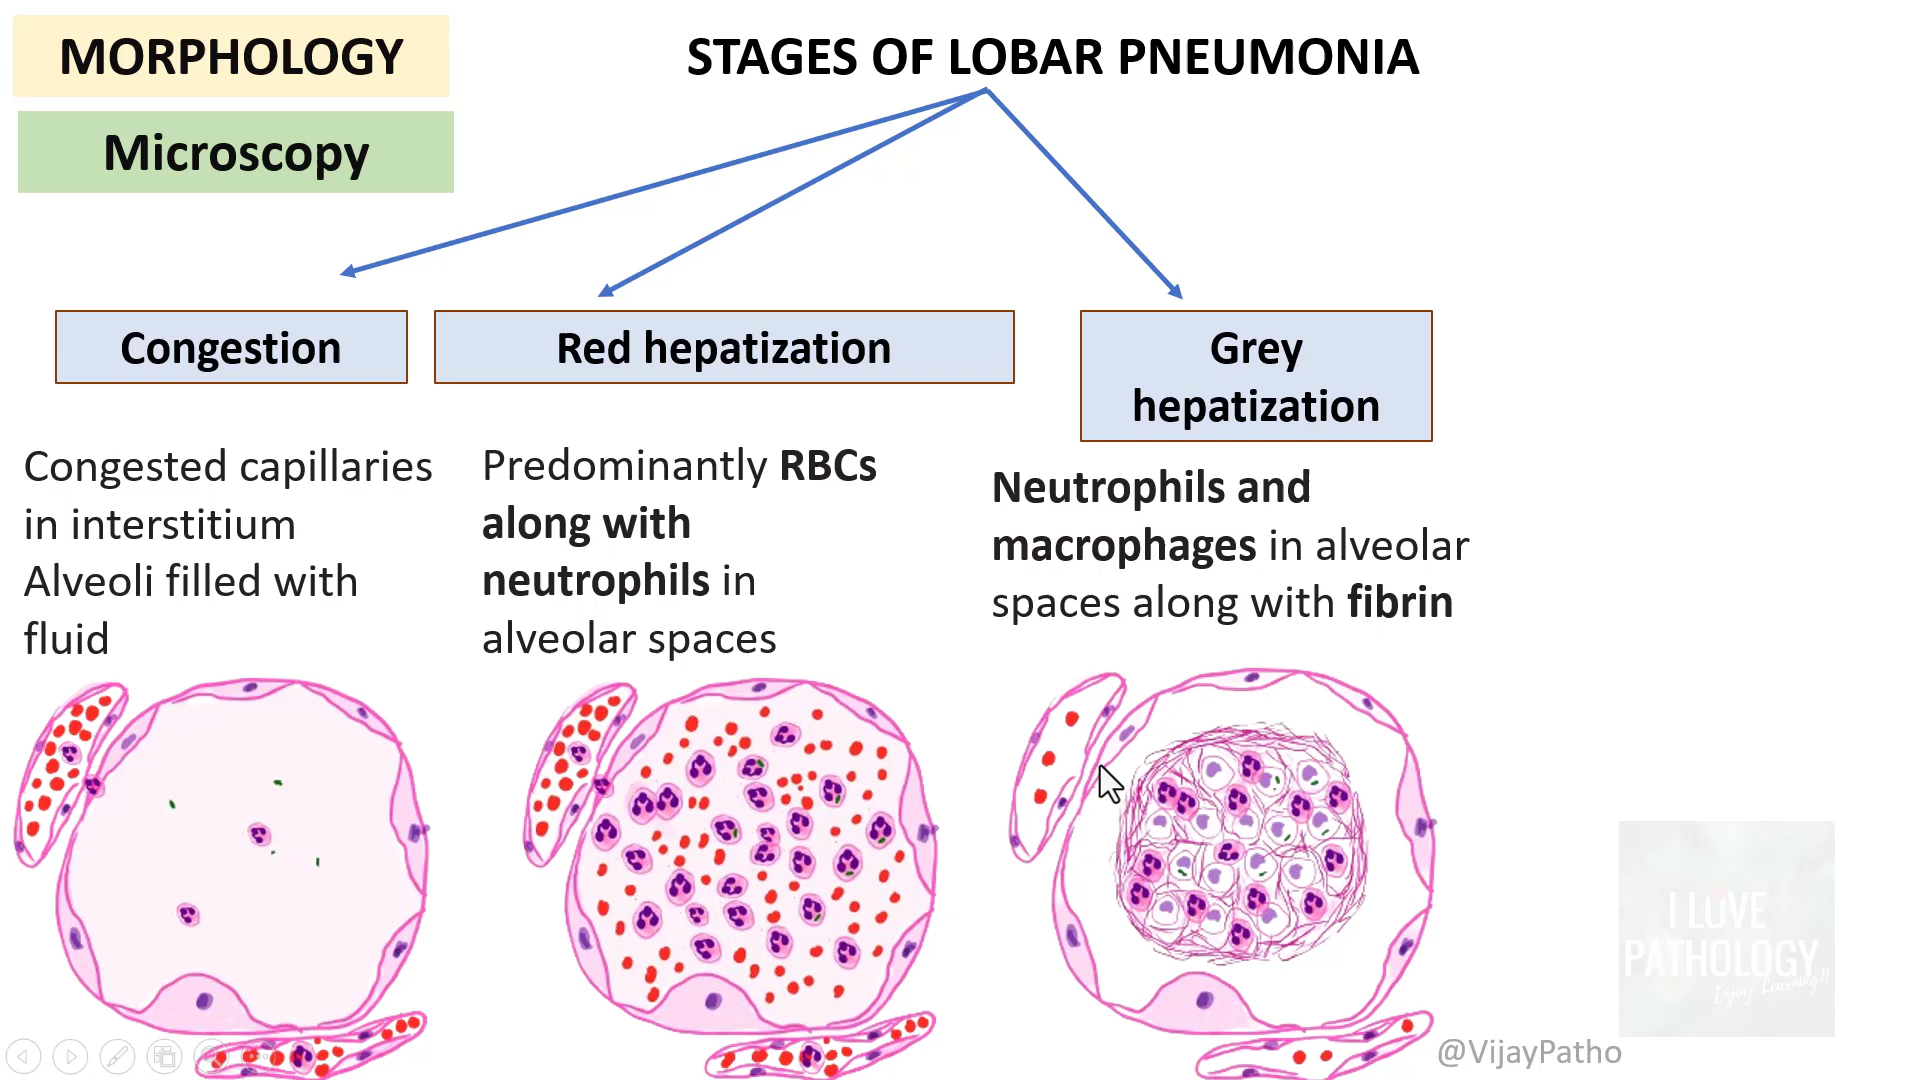 MORPHOLOGY
STAGES OF LOBAR PNEUMONIA
Microscopy
Congestion
Red hepatization
Grey
hepatization
Congested capillaries
in interstitium
Alveoli filled with
fluid
Predominantly RBCs
along with
neutrophils in
alveolar spaces
Neutrophils and
macrophages in alveolar
spaces along with fibrin
I LOVE
PATHOLOGY
Enjoy Learning!!
@VijayPatho